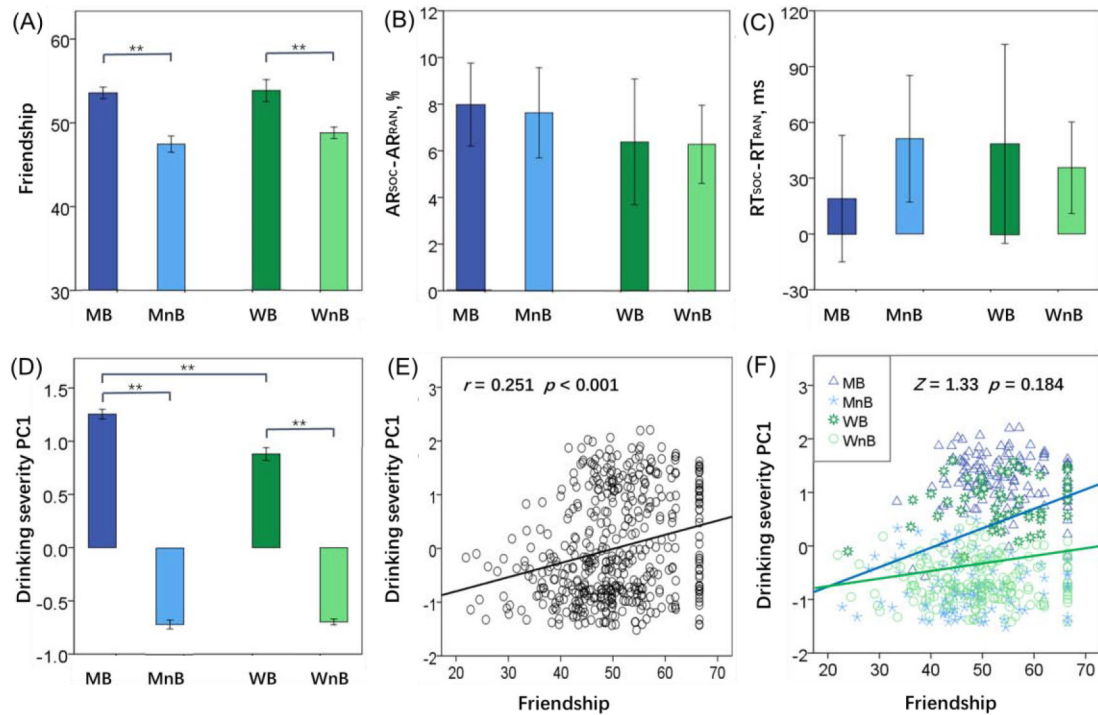 (A)
60
50
40
30
Friendship
**
**
MB MnB WB WnB
(B)
12
10
8
6
4
2
0
ARSOC-ARRAN, %
MB MnB WB WnB
(C)
120
90
60
30
0
-30
RTSOC-RTRAN, ms
MB MnB WB WnB
(D)
1.5
1.0
0.5
0.0
-0.5
-1.0
Drinking severity PC1
**
**
**
MB MnB WB WnB
(E)
r = 0.251 p < 0.001
3
2
1
0
-1
-2
Drinking severity PC1
20 30 40 50 60 70
Friendship
(F)
MB
MnB
WB
WnB
Z = 1.33 p = 0.184
3
2
1
0
-1
-2
Drinking severity PC1
20 30 40 50 60 70
Friendship